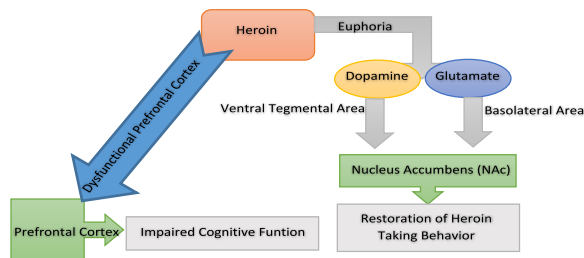 Heroin
Euphoria
Dopamine
Glutamate
Ventral Tegmental Area
Basolateral Area
Dysfunctional Prefrontal Cortex
Nucleus Accumbens (NAc)
Prefrontal Cortex
Impaired Cognitive Funtion
Restoration of Heroin
Taking Behavior